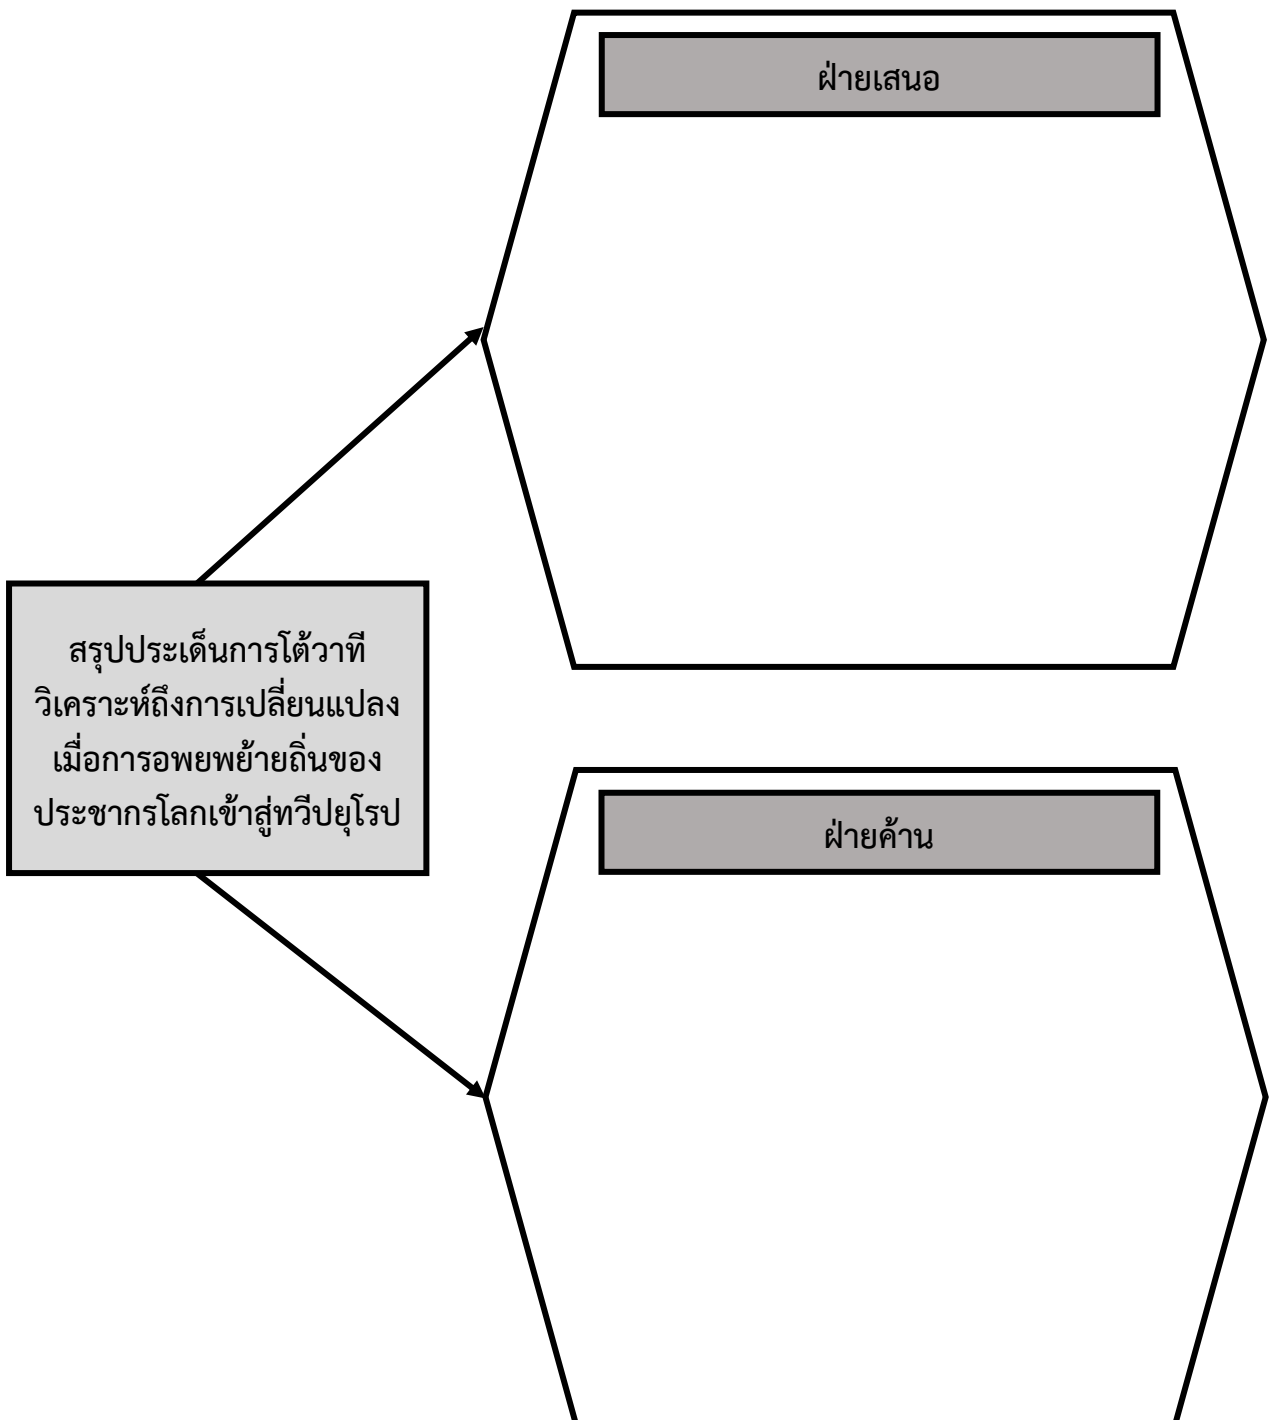 ฝ่ายเสนอ
สรุปประเด็นการโต้วาที
วิเคราะห์ถึงการเปลี่ยนแปลง
เมื่อการอพยพย้ายถิ่นของ
ประชากรโลกเข้าสู่ทวีปยุโรป
ฝ่ายค้าน